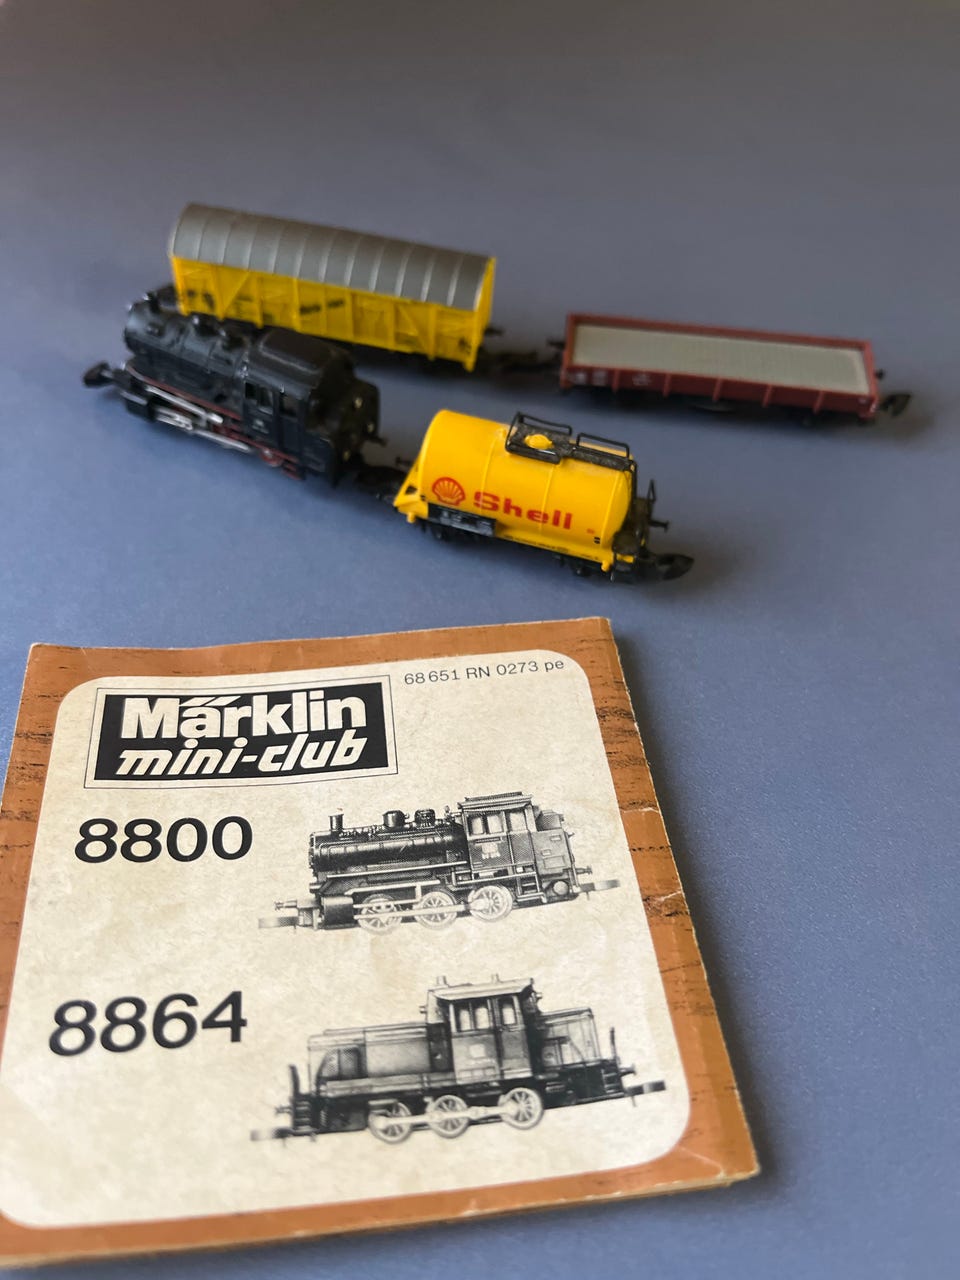 Shell
Märklin
mini-club
68 651 RN 0273 pe
8800
8864